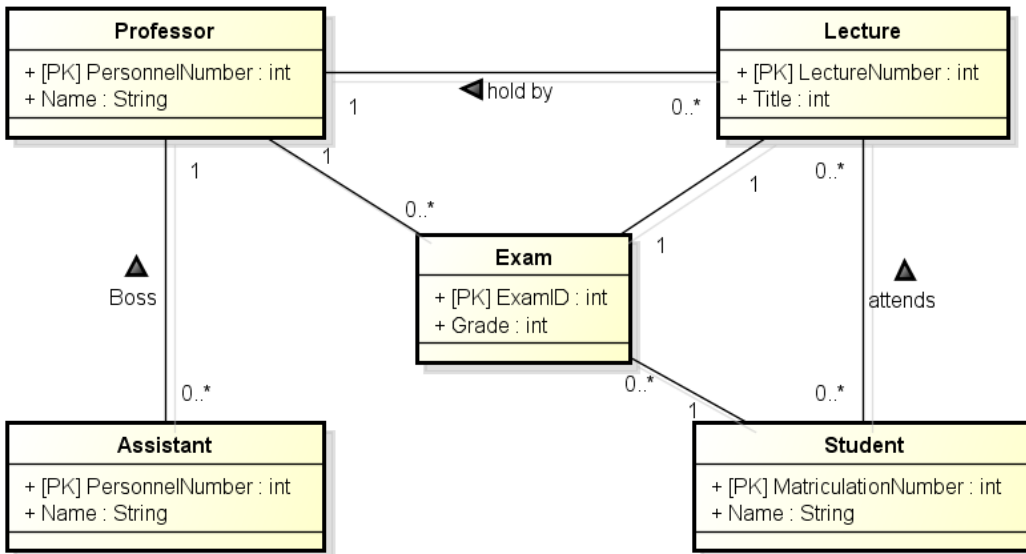 Professor
+ [PK] PersonnelNumber : int
+ Name : String
Lecture
+ [PK] LectureNumber : int
+ Title : int
hold by
1
0..*
1
1
0..*
1
1
0..*
0..*
Exam
+ [PK] ExamID : int
+ Grade : int
Boss
attends
0..*
0..*
1
0..*
Assistant
+ [PK] PersonnelNumber : int
+ Name : String
Student
+ [PK] MatriculationNumber : int
+ Name : String